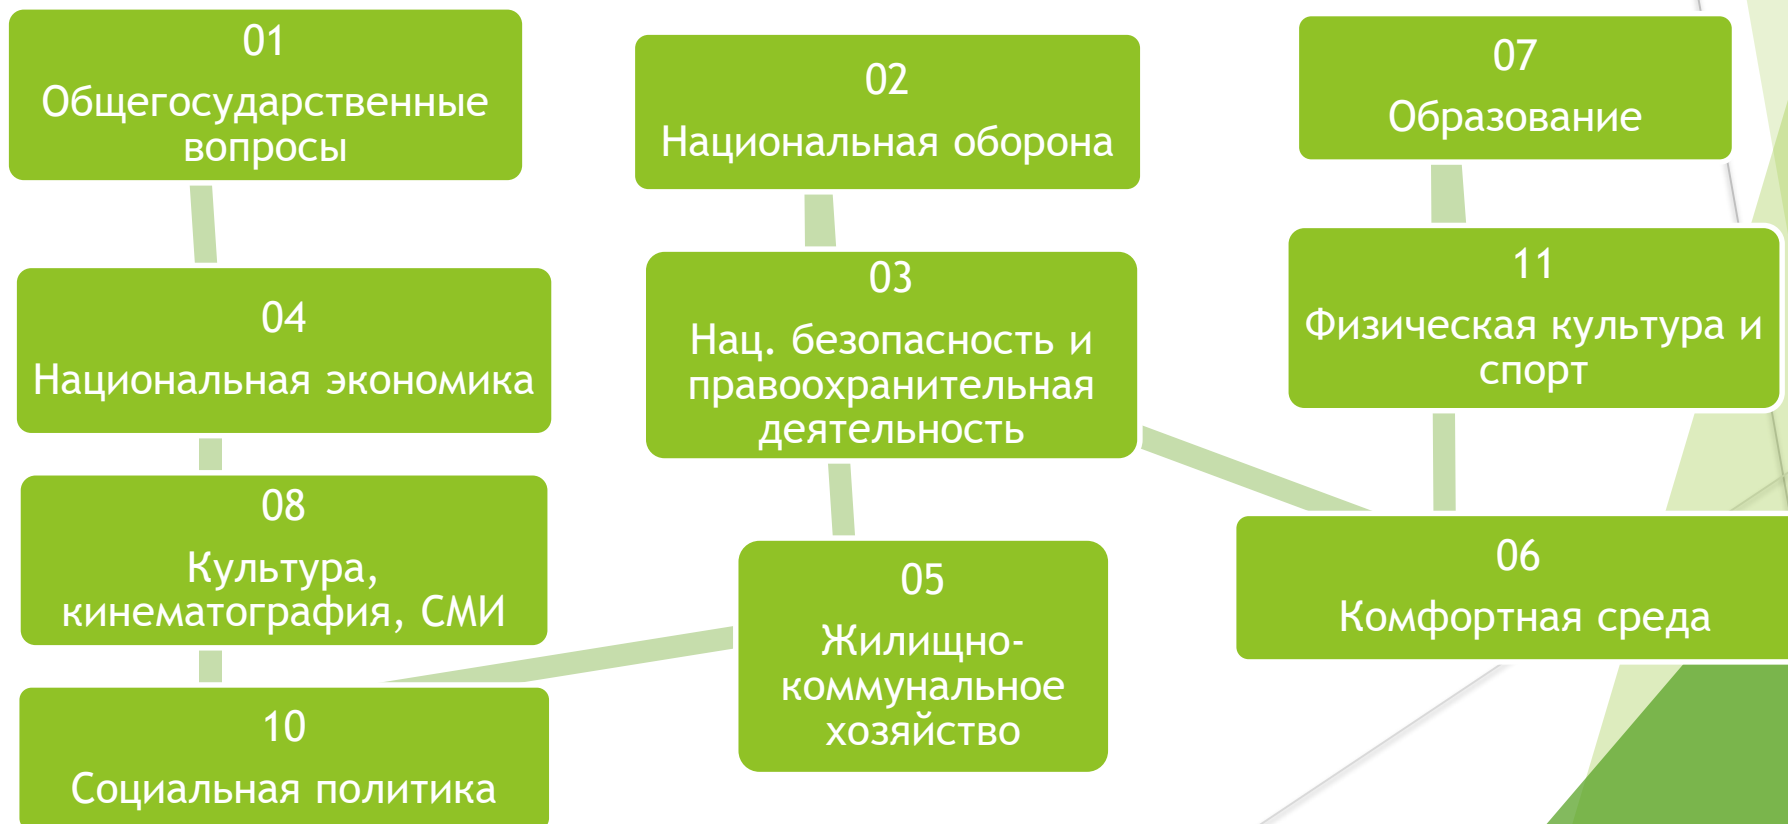 01
Общегосударственные
вопросы
04
Национальная экономика
08
Культура,
кинематография, СМИ
10
Социальная политика
02
Национальная оборона
03
Нац. безопасность и
правоохранительная
деятельность
05
Жилищно-
коммунальное
хозяйство
07
Образование
11
Физическая культура и
спорт
06
Комфортная среда